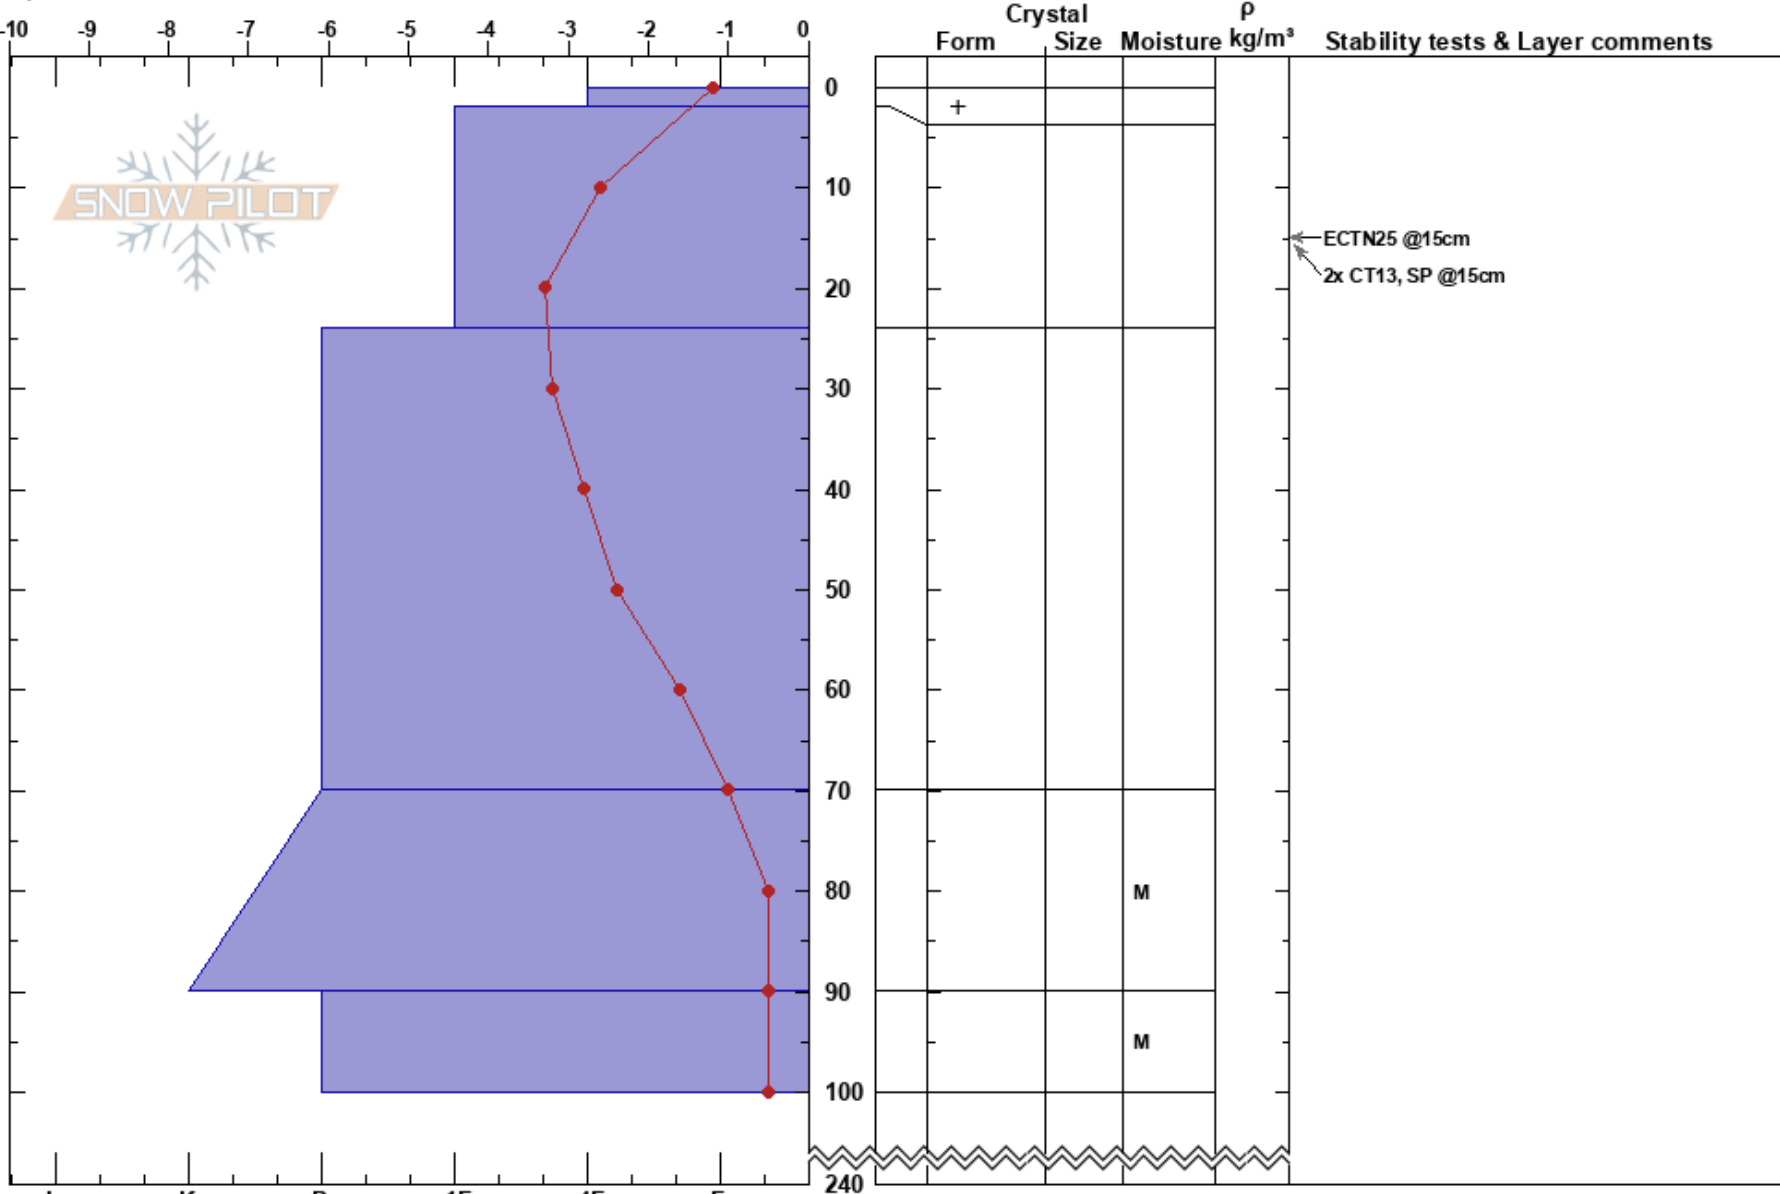 -10 -9 -8 -7 -6 -5 -4 -3 -2 -1 0
Crystal
ρ
Form Size Moisture kg/m³ Stability tests & Layer comments
0
+
SNOW PILOT
10
ECTN25 @15cm
2x CT13, SP @15cm
20
30
40
50
60
70
80
M
90
M
100
240